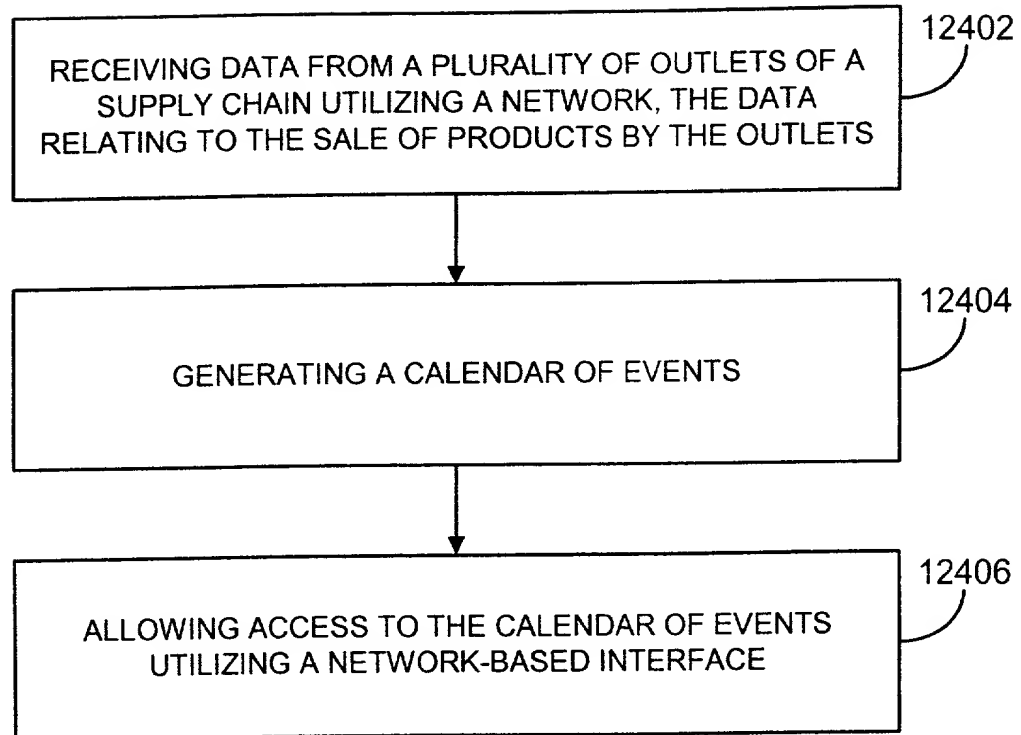 12402
RECEIVING DATA FROM A PLURALITY OF OUTLETS OF A
SUPPLY CHAIN UTILIZING A NETWORK, THE DATA
RELATING TO THE SALE OF PRODUCTS BY THE OUTLETS
12404
GENERATING A CALENDAR OF EVENTS
12406
ALLOWING ACCESS TO THE CALENDAR OF EVENTS
UTILIZING A NETWORK-BASED INTERFACE